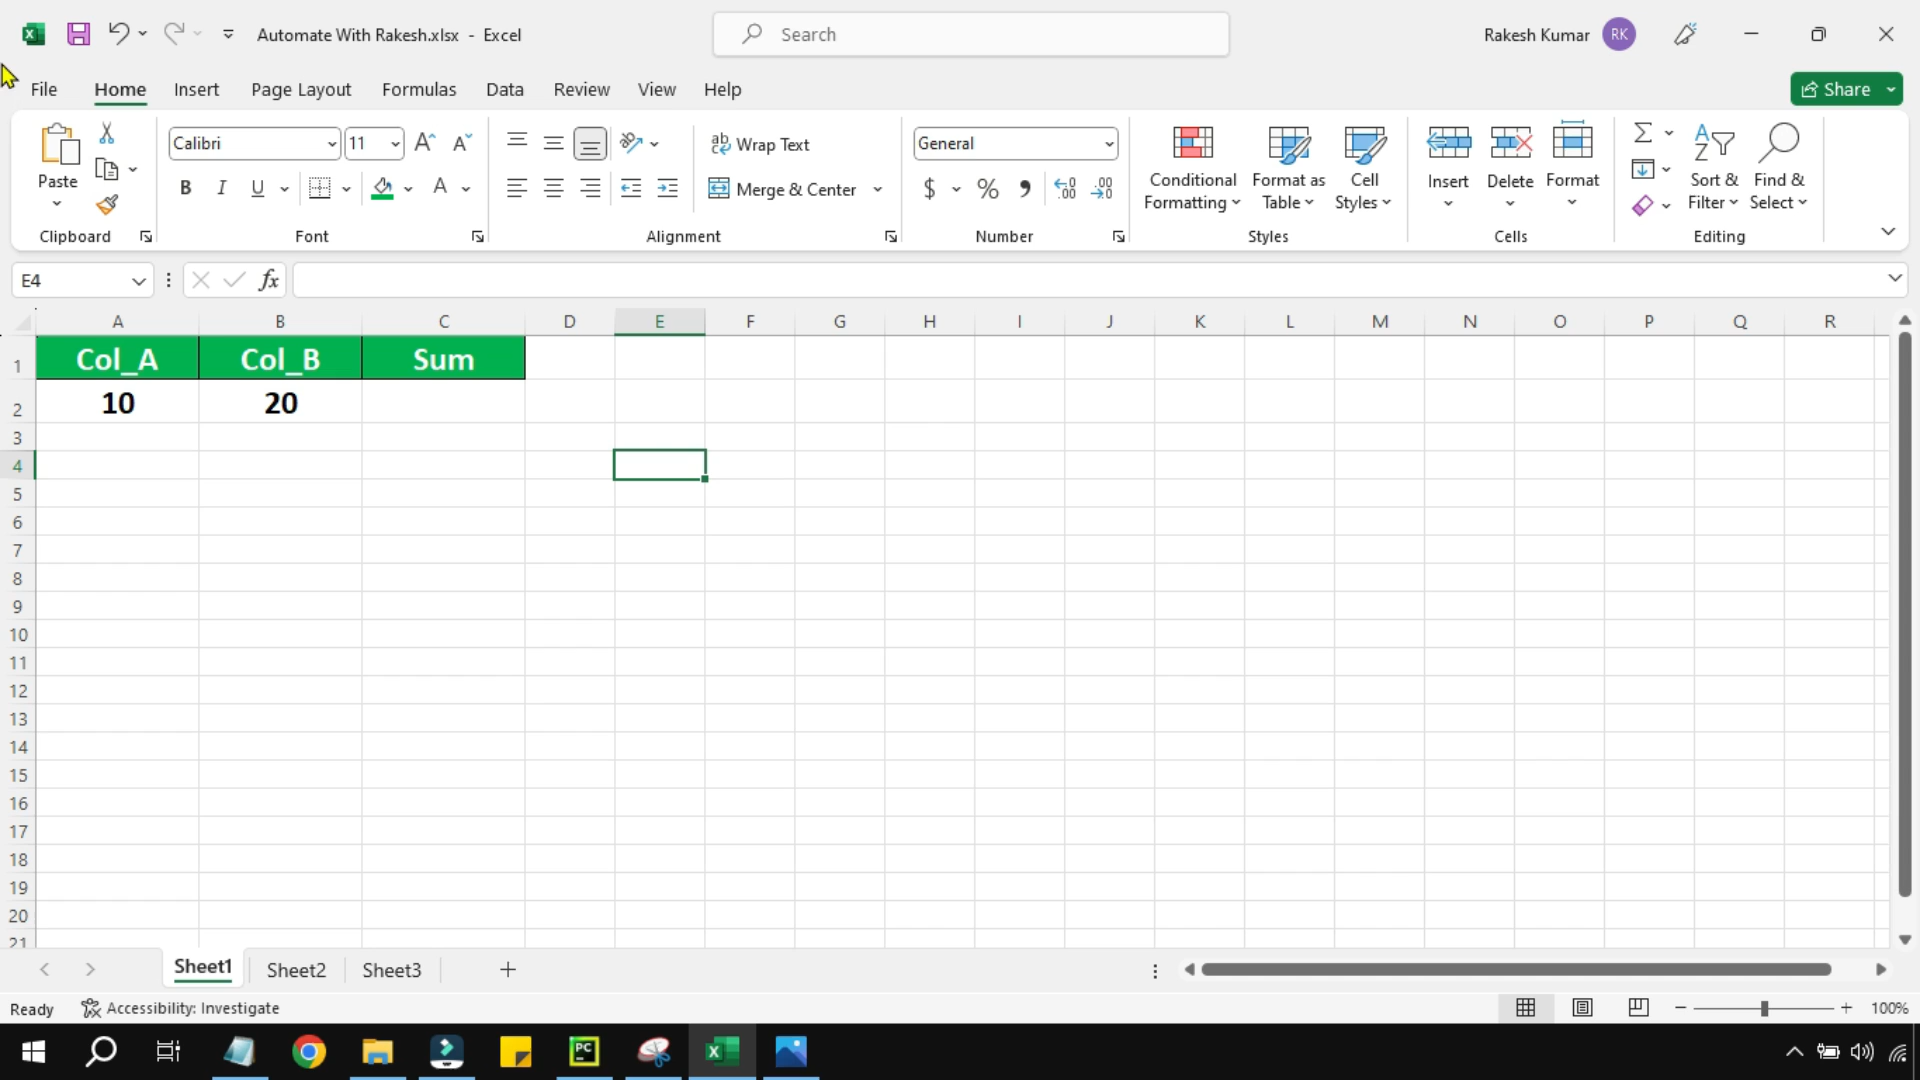 Automate With Rakesh.xlsx - Excel
Search
Rakesh Kumar RK
File Home Insert Page Layout Formulas Data Review View Help
Share
Paste
Clipboard
Calibri 11
B I U A
Font
Wrap Text
Merge & Center
Alignment
General
$ % 9
Number
Conditional Formatting
Format as Table
Cell Styles
Styles
Insert Delete Format
Cells
Sort & Filter
Find & Select
Editing
E4 fx
A B C D E F G H I J K L M N O P Q R
1 Col_A Col_B Sum
2 10 20
3
4
5
6
7
8
9
10
11
12
13
14
15
16
17
18
19
20
21
Sheet1 Sheet2 Sheet3
Ready Accessibility: Investigate 100%
PC